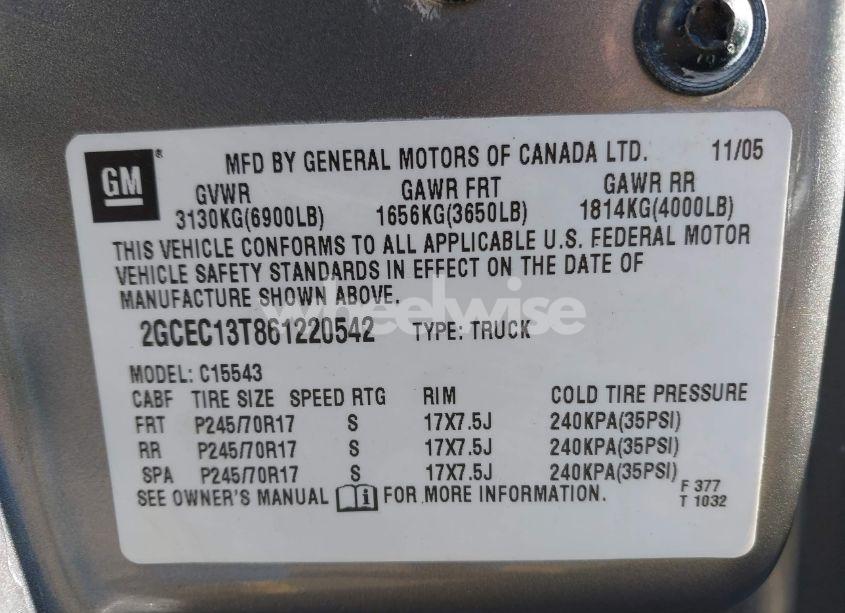 GM ® MFD BY GENERAL MOTORS OF CANADA LTD. 11/05
GVWR GAWR FRT GAWR RR
3130KG(6900LB) 1656KG(3650LB) 1814KG(4000LB)
THIS VEHICLE CONFORMS TO ALL APPLICABLE U.S. FEDERAL MOTOR
VEHICLE SAFETY STANDARDS IN EFFECT ON THE DATE OF
MANUFACTURE SHOWN ABOVE.
wheelwise
2GCEC13T861220542 TYPE: TRUCK
MODEL: C15543
CABF TIRE SIZE SPEED RTG RIM COLD TIRE PRESSURE
FRT P245/70R17 S 17X7.5J 240KPA(35PSI)
RR P245/70R17 S 17X7.5J 240KPA(35PSI)
SPA P245/70R17 S 17X7.5J 240KPA(35PSI)
SEE OWNER'S MANUAL i FOR MORE INFORMATION. F 377
T 1032